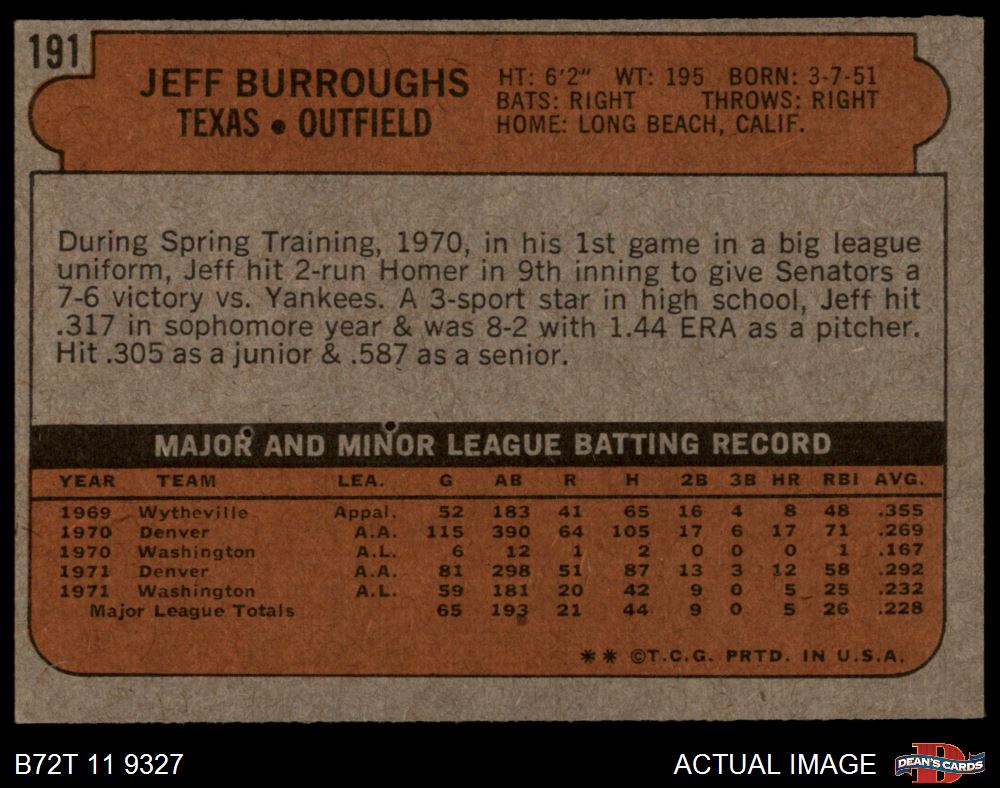 191
JEFF BURROUGHS
TEXAS • OUTFIELD
HT: 6'2" WT: 195 BORN: 3-7-51
BATS: RIGHT THROWS: RIGHT
HOME: LONG BEACH, CALIF.
During Spring Training, 1970, in his 1st game in a big league
uniform, Jeff hit 2-run Homer in 9th inning to give Senators a
7-6 victory vs. Yankees. A 3-sport star in high school, Jeff hit
.317 in sophomore year & was 8-2 with 1.44 ERA as a pitcher.
Hit .305 as a junior & .587 as a senior.
MAJOR AND MINOR LEAGUE BATTING RECORD
YEAR TEAM LEA. G AB R H 2B 3B HR RBI AVG.
1969 Wytheville Appal. 52 183 41 65 16 4 8 48 .355
1970 Denver A.A. 115 390 64 105 17 6 17 71 .269
1970 Washington A.L. 6 12 1 2 0 0 0 1 .167
1971 Denver A.A. 81 298 51 87 13 3 12 58 .292
1971 Washington A.L. 59 181 20 42 9 0 5 25 .232
Major League Totals 65 193 21 44 9 0 5 26 .228
** ©T.C.G. PRTD. IN U.S.A.
B72T 11 9327
ACTUAL IMAGE
D
DEAN'S CARDS